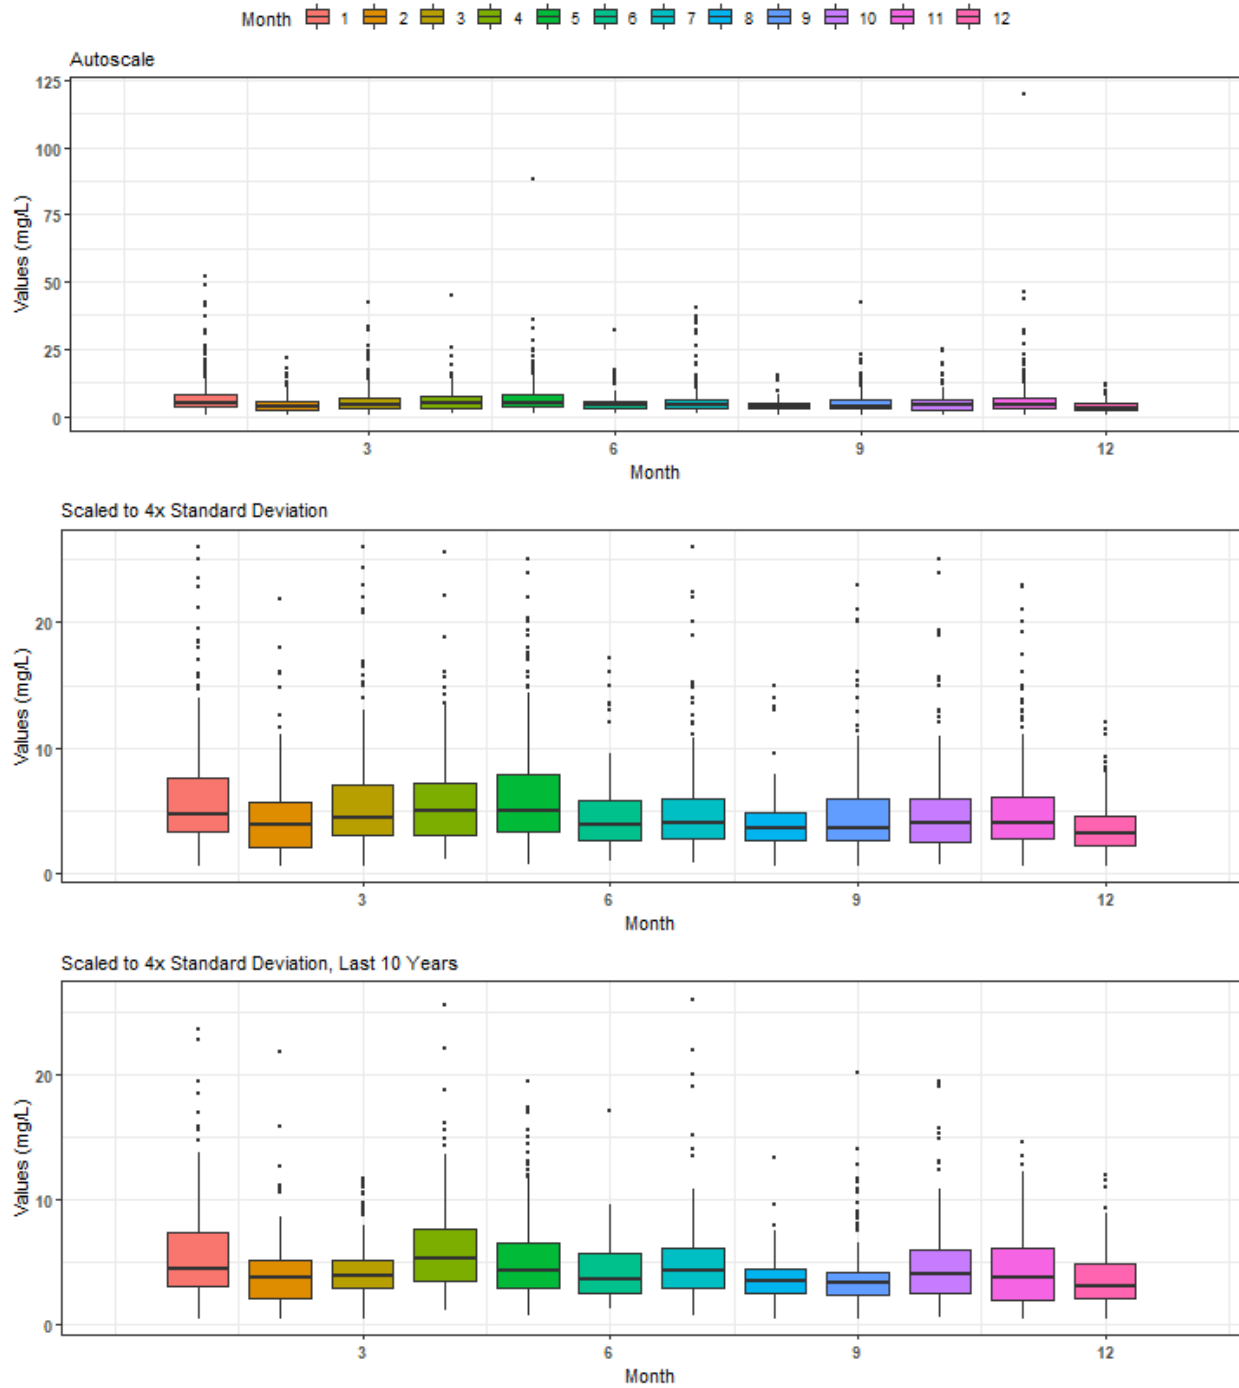 Month 1 2 3 4 5 6 7 8 9 10 11 12
Autoscale
125
100
75
50
25
0
Values (mg/L)
3 6 9 12
Month
Scaled to 4x Standard Deviation
20
10
0
Values (mg/L)
3 6 9 12
Month
Scaled to 4x Standard Deviation, Last 10 Years
20
10
0
Values (mg/L)
3 6 9 12
Month